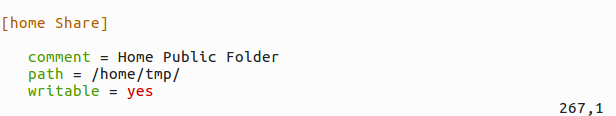 [home Share]
comment = Home Public Folder
path = /home/tmp/
writable = yes
267,1